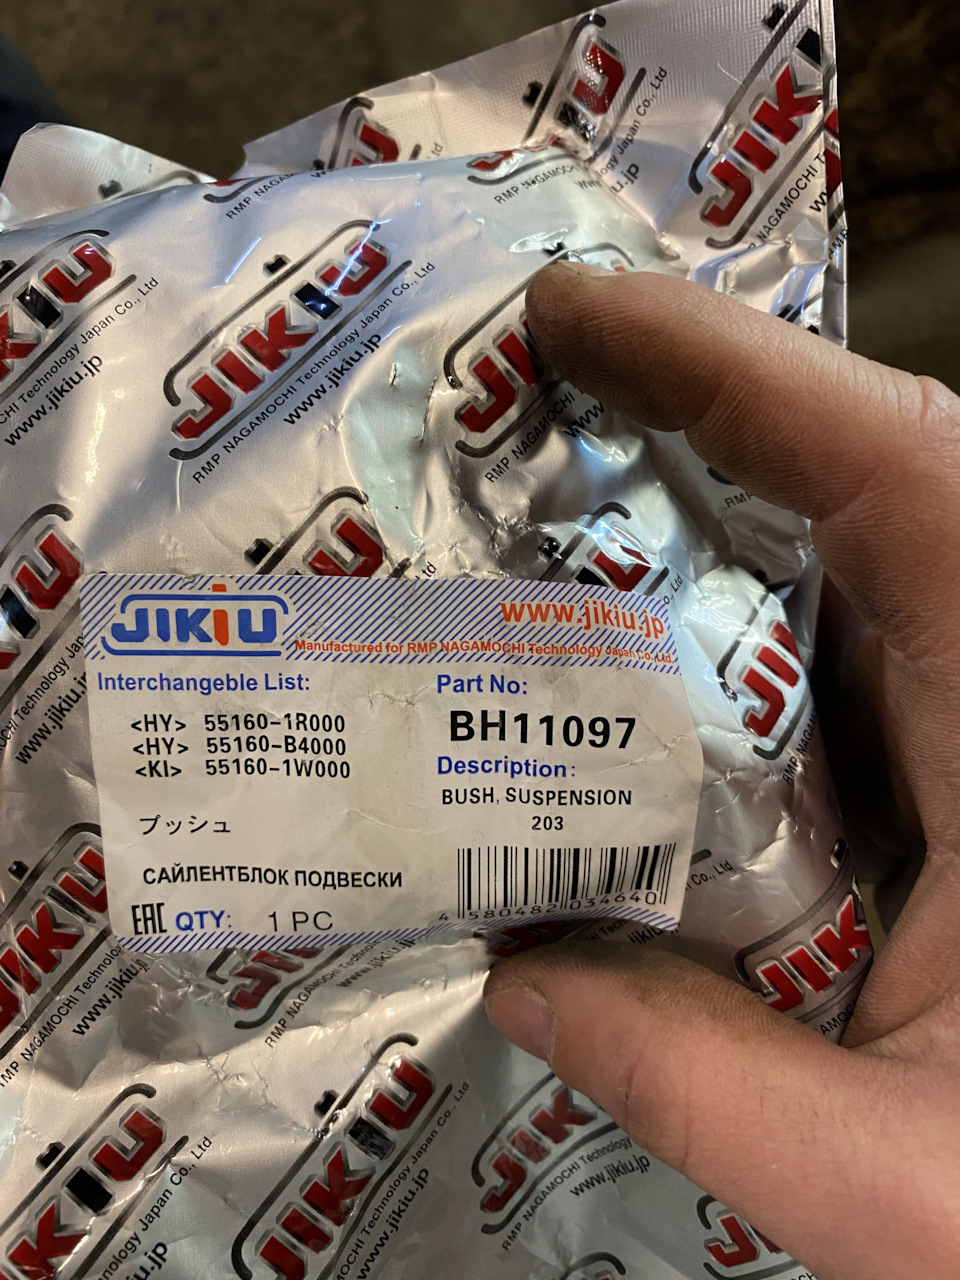 JIKIU
RMP NAGAMOCHI Technology Japan Co., Ltd
www.jikiu.jp
JIKIU
www.jikiu.jp
Manufactured for RMP NAGAMOCHI Technology Japan Co., Ltd.
Interchangeble List:
<HY> 55160-1R000
<HY> 55160-B4000
<KI> 55160-1W000
ブッシュ
САЙЛЕНТБЛОК ПОДВЕСКИ
EAC QTY: 1 PC
Part No:
BH11097
Description:
BUSH, SUSPENSION
203
4 580482 034640